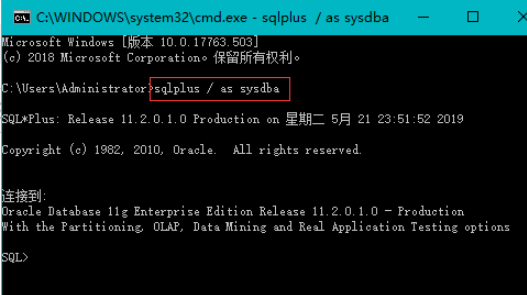 C:\WINDOWS\system32\cmd.exe - sqlplus / as sysdba
Microsoft Windows [版本 10.0.17763.503]
(c) 2018 Microsoft Corporation。保留所有权利。
C:\Users\Administrator>sqlplus / as sysdba
SQL*Plus: Release 11.2.0.1.0 Production on 星期二 5月 21 23:51:52 2019
Copyright (c) 1982, 2010, Oracle.  All rights reserved.
连接到:
Oracle Database 11g Enterprise Edition Release 11.2.0.1.0 - Production
With the Partitioning, OLAP, Data Mining and Real Application Testing options
SQL>